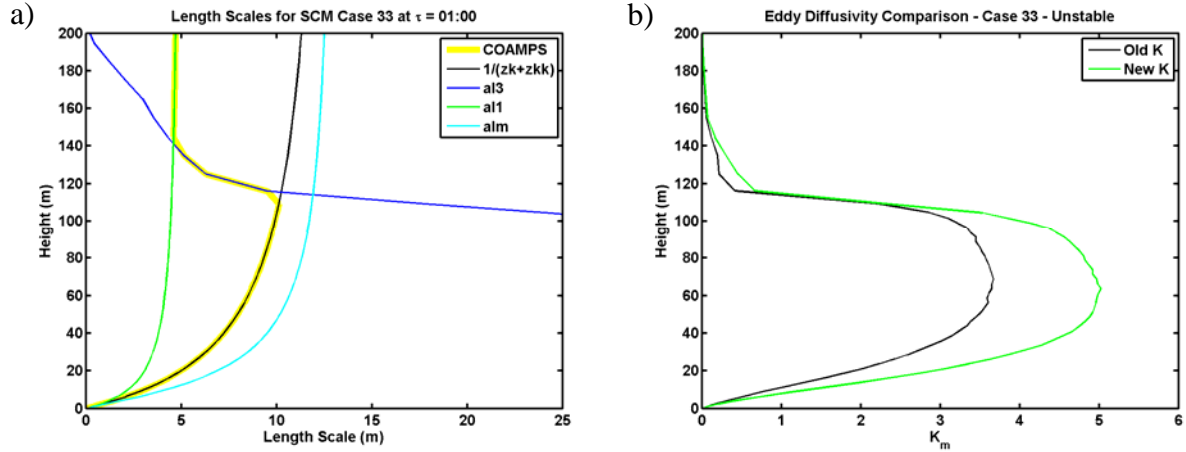 a)
Length Scales for SCM Case 33 at τ = 01:00
COAMPS
1/(zk+zkk)
al3
al1
alm
Height (m)
200
180
160
140
120
100
80
60
40
20
0
0 5 10 15 20 25
Length Scale (m)
b)
Eddy Diffusivity Comparison - Case 33 - Unstable
Old K
New K
Height (m)
200
180
160
140
120
100
80
60
40
20
0
0 1 2 3 4 5 6
K_m